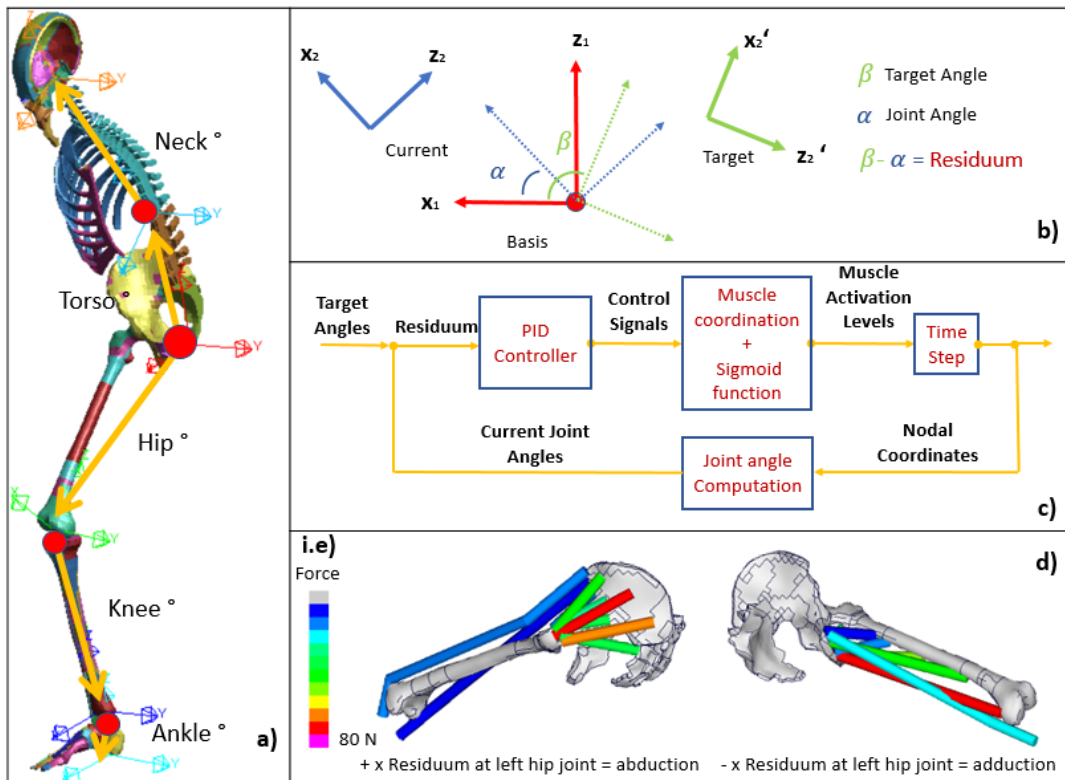 Neck °
Torso
Hip °
Knee °
Ankle °
a)
Z
Y
Y
Y
X
Y
Y
Y
x₂
z₂
Current
z₁
β
α
x₁
Basis
x₂‘
Target
z₂ ‘
β Target Angle
α Joint Angle
β- α = Residuum
b)
Target
Angles
Residuum
PID
Controller
Control
Signals
Muscle
coordination
+
Sigmoid
function
Muscle
Activation
Levels
Time
Step
Current Joint
Angles
Joint angle
Computation
Nodal
Coordinates
c)
i.e)
Force
80 N
d)
+ x Residuum at left hip joint = abduction
- x Residuum at left hip joint = adduction